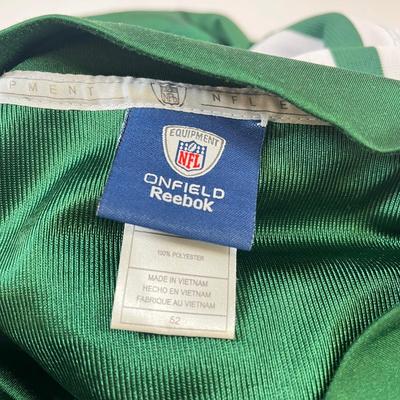 PMENT
NFL E
EQUIPMENT
NFL
ONFIELD
Reebok
100% POLYESTER
MADE IN VIETNAM
HECHO EN VIETNAM
FABRIQUE AU VIETNAM
52